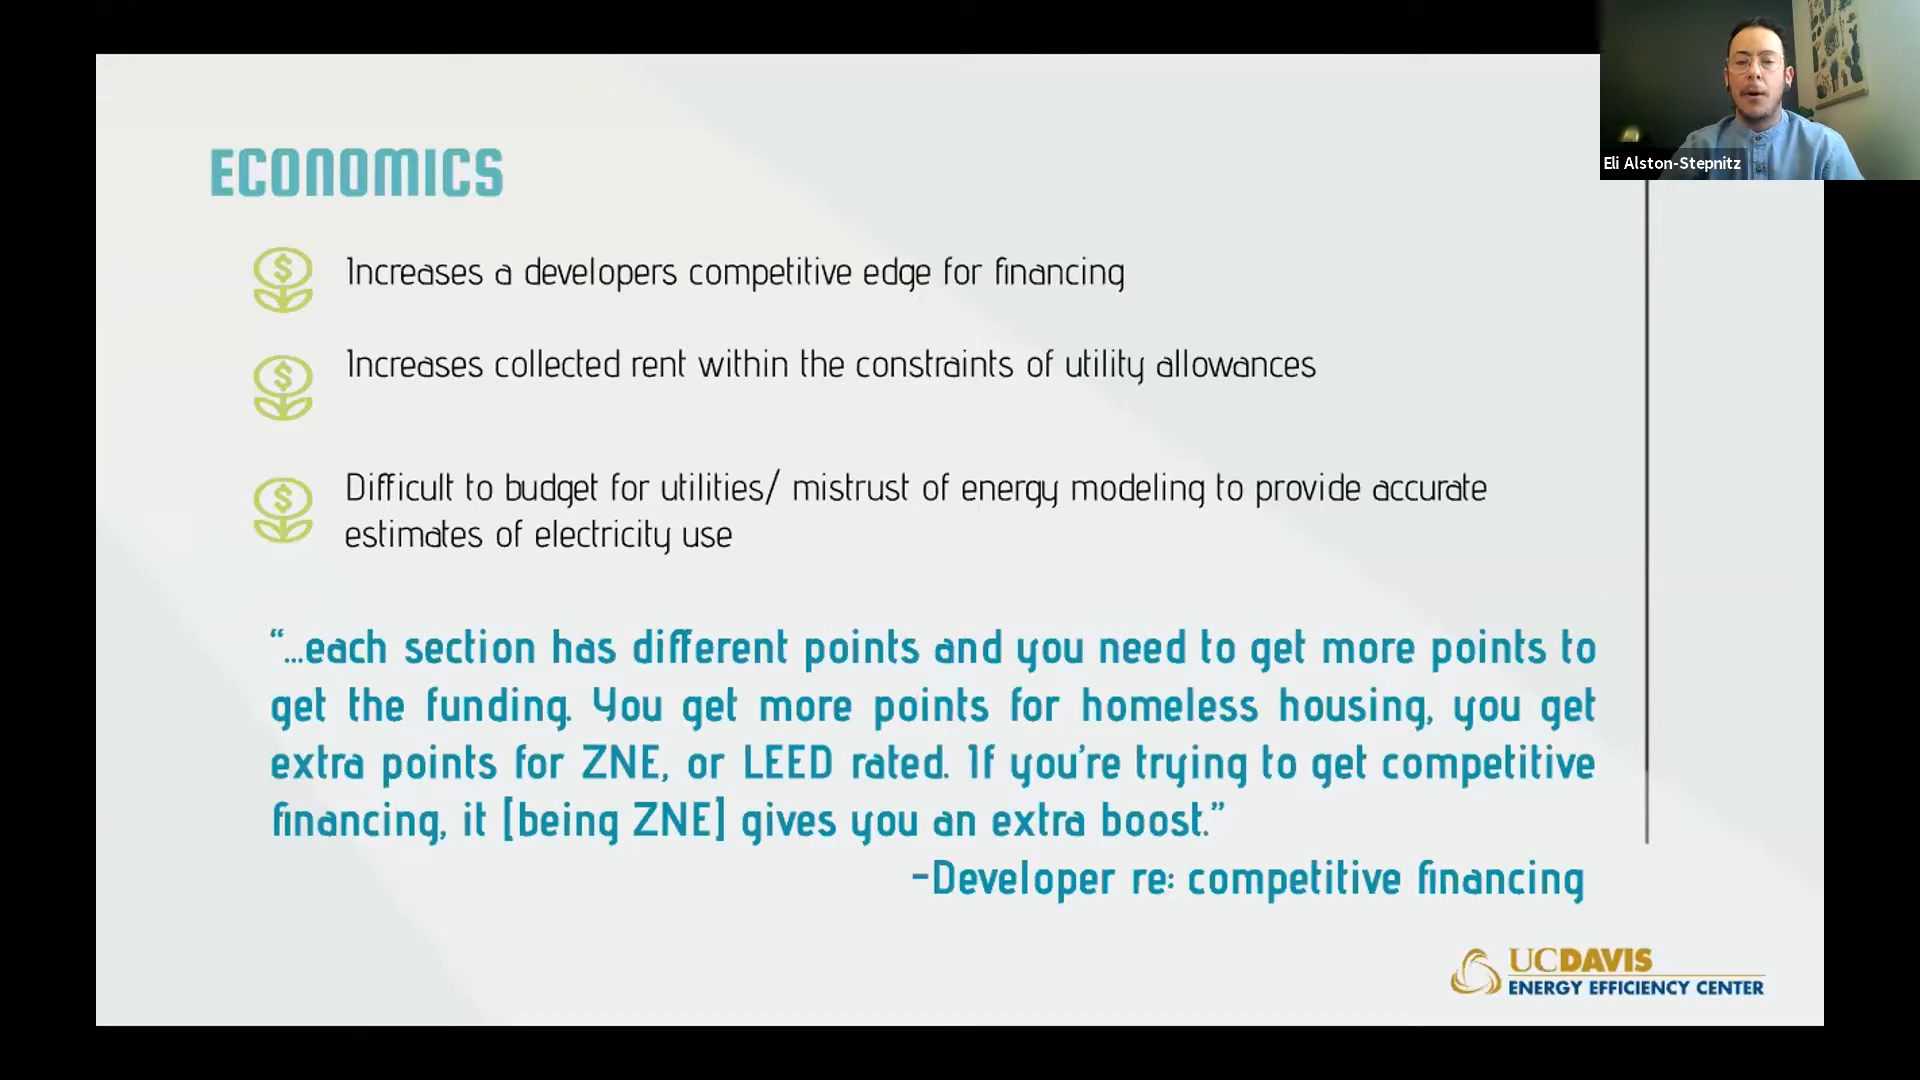 Eli Alston-Stepnitz
ECONOMICS
Increases a developers competitive edge for financing
Increases collected rent within the constraints of utility allowances
Difficult to budget for utilities/ mistrust of energy modeling to provide accurate
estimates of electricity use
“...each section has different points and you need to get more points to
get the funding. You get more points for homeless housing, you get
extra points for ZNE, or LEED rated. If you’re trying to get competitive
financing, it [being ZNE] gives you an extra boost.”
-Developer re: competitive financing
UCDAVIS
ENERGY EFFICIENCY CENTER